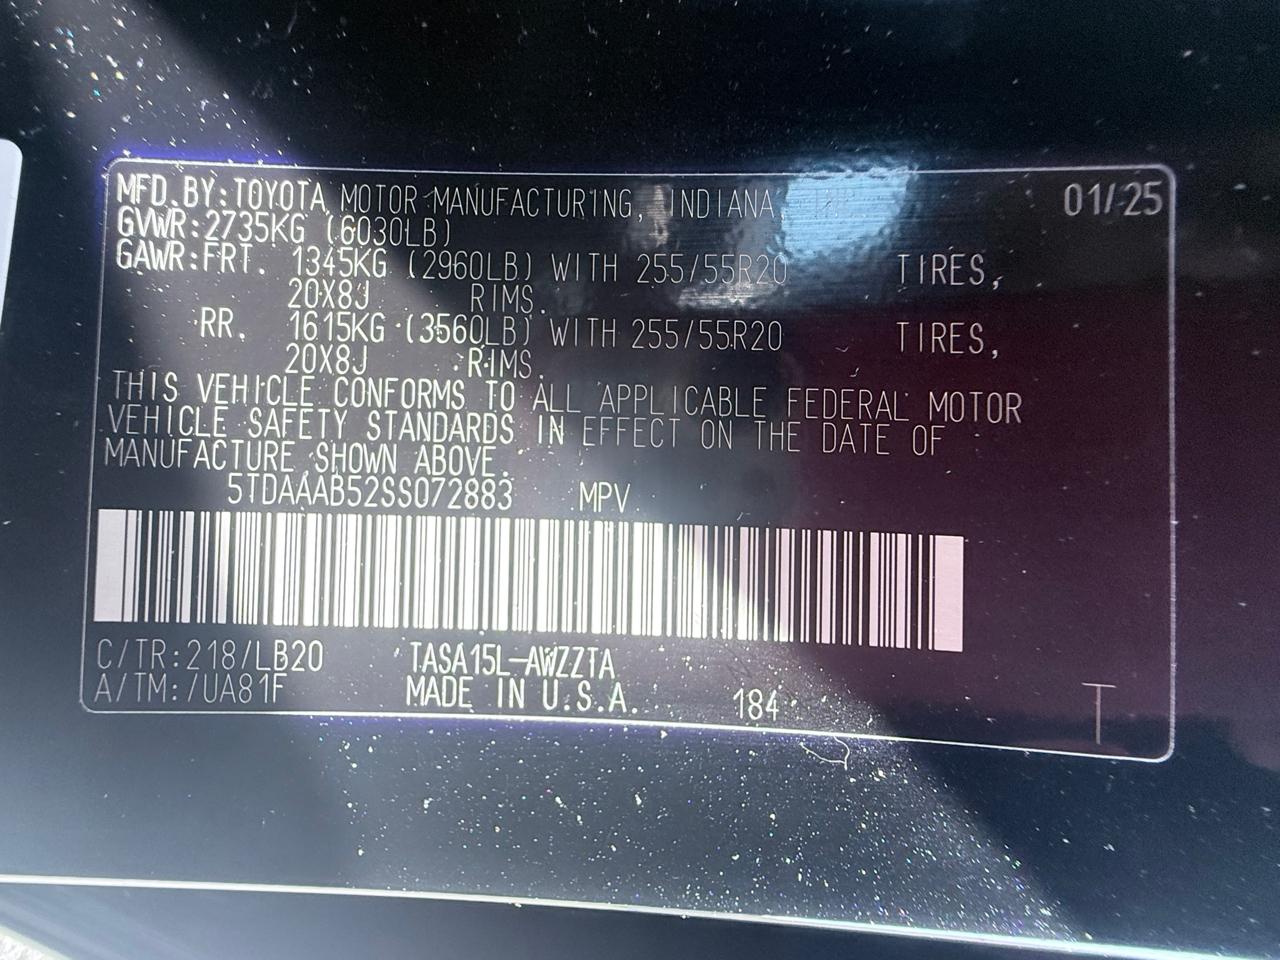 MFD.BY:TOYOTA MOTOR MANUFACTURING, INDIANA, INC. 01/25
GVWR:2735KG (6030LB)
GAWR:FRT. 1345KG (2960LB) WITH 255/55R20 TIRES,
20X8J RIMS.
RR. 1615KG (3560LB) WITH 255/55R20 TIRES,
20X8J RIMS.
THIS VEHICLE CONFORMS TO ALL APPLICABLE FEDERAL MOTOR
VEHICLE SAFETY STANDARDS IN EFFECT ON THE DATE OF
MANUFACTURE SHOWN ABOVE.
5TDAAAB52SS072883 MPV
C/TR:218/LB20 TASA15L-AWZZTA
A/TM:/UA81F MADE IN U.S.A. 184 T